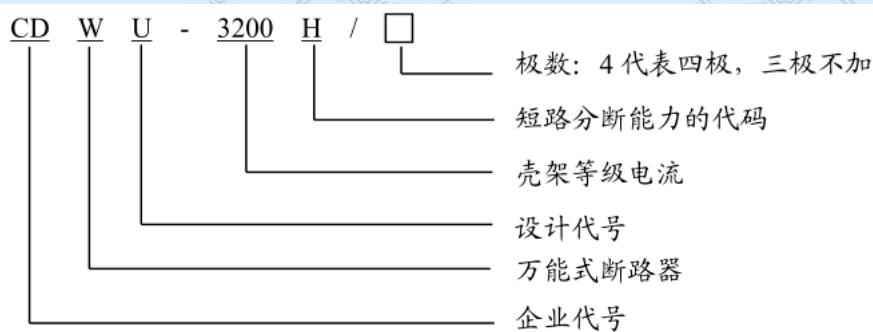 CD W U - 3200 H / □
极数：4代表四极，三极不加
短路分断能力的代码
壳架等级电流
设计代号
万能式断路器
企业代号